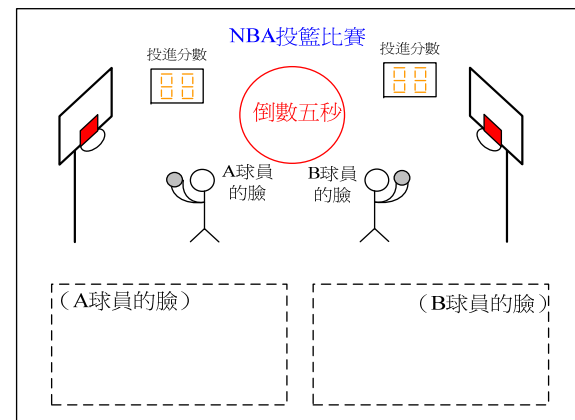 NBA投籃比賽
投進分數
投進分數
倒數五秒
A球員
的臉
B球員
的臉
（A球員的臉）
（B球員的臉）